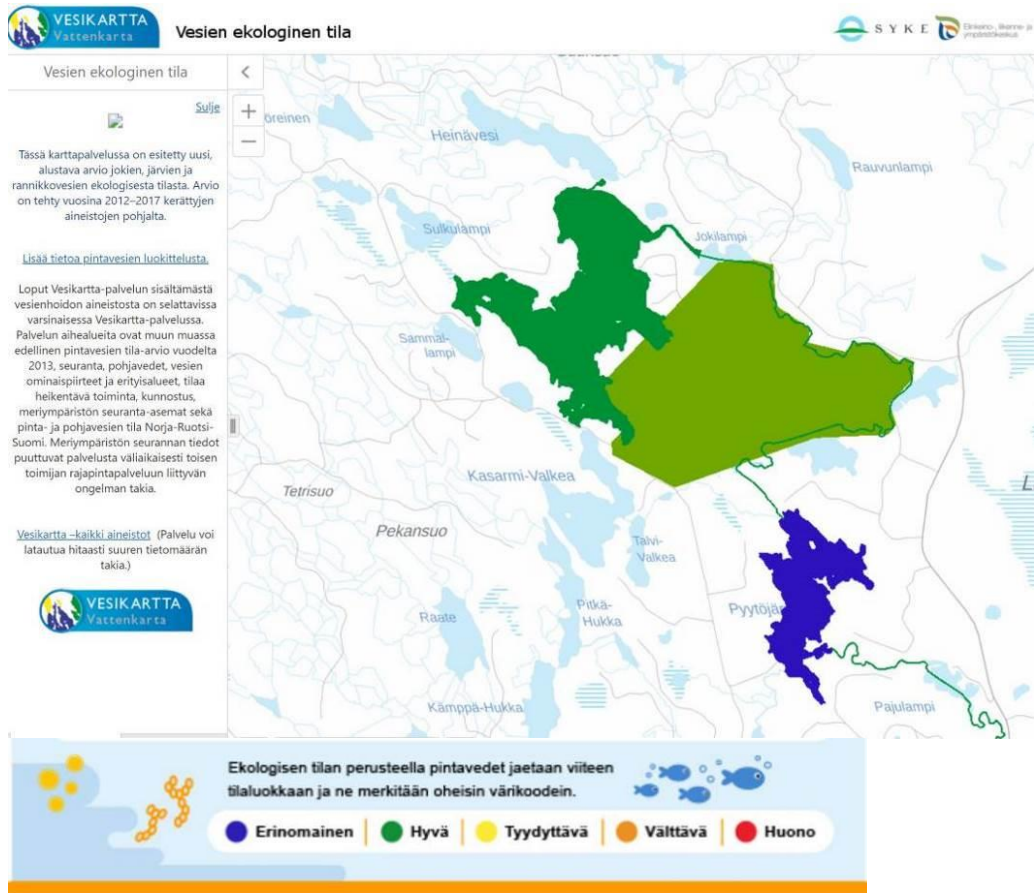 VESIKARTTA
Vattenkarta
Vesien ekologinen tila
SYKE
Elinkeino-, liikenne- ja
ympäristökeskus
Vesien ekologinen tila
Sulje
Tässä karttapalvelussa on esitetty uusi,
alustava arvio jokien, järvien ja
rannikkovesien ekologisesta tilasta. Arvio
on tehty vuosina 2012–2017 kerättyjen
aineistojen pohjalta.
Lisää tietoa pintavesien luokittelusta.
Loput Vesikartta-palvelun sisältämästä
vesienhoidon aineistosta on selattavissa
varsinaisessa Vesikartta-palvelussa.
Palvelun aihealueita ovat muun muassa
edellinen pintavesien tila-arvio vuodelta
2013, seuranta, pohjavedet, vesien
ominaispiirteet ja erityisalueet, tilaa
heikentävä toiminta, kunnostus,
meriympäristön seuranta-asemat sekä
pinta- ja pohjavesien tila Norja-Ruotsi-
Suomi. Meriympäristön seurannan tiedot
puuttuvat palvelusta väliaikaisesti toisen
toimijan rajapintapalveluun liittyvän
ongelman takia.
Vesikartta –kaikki aineistot (Palvelu voi
latautua hitaasti suuren tietomäärän
takia.)
VESIKARTTA
Vattenkarta
öreinen
Heinävesi
Rauvunlampi
Sulkulampi
Jokilampi
Sammal-
lampi
Kasarmi-Valkea
Tetrisuo
Pekansuo
L
Talvi-
Valkea
Raate
Pitkä-
Hukka
Pyytöjär
Kämppä-Hukka
Pajulampi
Ekologisen tilan perusteella pintavedet jaetaan viiteen
tilaluokkaan ja ne merkitään oheisin värikoodein.
Erinomainen | Hyvä | Tyydyttävä | Välttävä | Huono